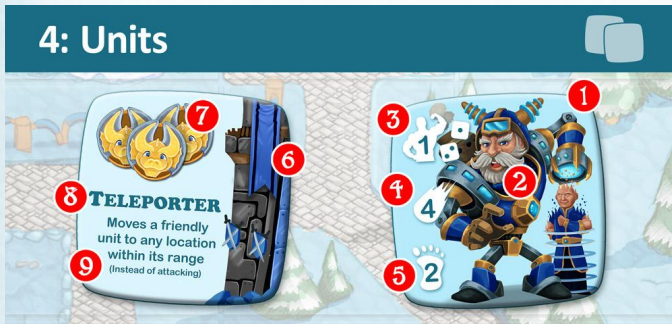 4: Units
7
6
8
TELEPORTER
Moves a friendly
unit to any location
within its range
9
(Instead of attacking)
1
3
1
2
4
4
5
2